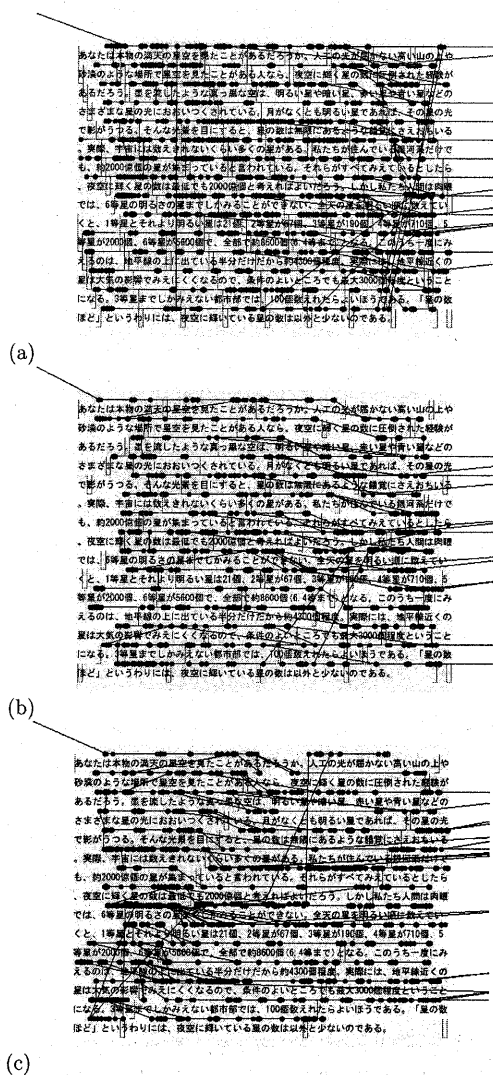 あなたは本物の満天の星空を見たことがあるだろうか。人工の光が届かない高い山の上や
砂漠のような場所で星空を見たことがある人なら、夜空に輝く星の数に圧倒された経験が
あるだろう。墨を流したような真っ黒な空は、明るい星や暗い星、赤い星や青い星などの
さまざまな星の光におおいつくされている。月がなくとも明るい星であれば、その星の光
で影がうつる。そんな光景を目にすると、星の数は無限にあるような錯覚にさえおちいる
。実際、宇宙には数えきれないくらい多くの星がある。私たちが住んでいる銀河系だけで
も、約2000億個の星が集まっていると言われている。それらがすべてみえているとしたら
、夜空に輝く星の数は最低でも2000億個と考えればよいだろう。しかし私たち人間は肉眼
では、6等星の明るさの星までしかみることができない。全天の星を明るい順に数えてい
くと、1等星とそれより明るい星は21個、2等星が67個、3等星が190個、4等星が710個、5
等星が2000個、6等星が5600個で、全部で約8600個(6.4等まで)となる。このうち一度にみ
えるのは、地平線の上に出ている半分だけだから約4300個程度。実際には、地平線近くの
星は大気の影響でみえにくくなるので、条件のよいところでも最大3000個程度ということ
になる。3等星までしかみえない都市部では、100個数えれたらよいほうである。「星の数
ほど」というわりには、夜空に輝いている星の数は以外と少ないのである。
(a)
あなたは本物の満天の星空を見たことがあるだろうか。人工の光が届かない高い山の上や
砂漠のような場所で星空を見たことがある人なら、夜空に輝く星の数に圧倒された経験が
あるだろう。墨を流したような真っ黒な空は、明るい星や暗い星、赤い星や青い星などの
さまざまな星の光におおいつくされている。月がなくとも明るい星であれば、その星の光
で影がうつる。そんな光景を目にすると、星の数は無限にあるような錯覚にさえおちいる
。実際、宇宙には数えきれないくらい多くの星がある。私たちが住んでいる銀河系だけで
も、約2000億個の星が集まっていると言われている。それらがすべてみえているとしたら
、夜空に輝く星の数は最低でも2000億個と考えればよいだろう。しかし私たち人間は肉眼
では、6等星の明るさの星までしかみることができない。全天の星を明るい順に数えてい
くと、1等星とそれより明るい星は21個、2等星が67個、3等星が190個、4等星が710個、5
等星が2000個、6等星が5600個で、全部で約8600個(6.4等まで)となる。このうち一度にみ
えるのは、地平線の上に出ている半分だけだから約4300個程度。実際には、地平線近くの
星は大気の影響でみえにくくなるので、条件のよいところでも最大3000個程度ということ
になる。3等星までしかみえない都市部では、100個数えれたらよいほうである。「星の数
ほど」というわりには、夜空に輝いている星の数は以外と少ないのである。
(b)
あなたは本物の満天の星空を見たことがあるだろうか。人工の光が届かない高い山の上や
砂漠のような場所で星空を見たことがある人なら、夜空に輝く星の数に圧倒された経験が
あるだろう。墨を流したような真っ黒な空は、明るい星や暗い星、赤い星や青い星などの
さまざまな星の光におおいつくされている。月がなくとも明るい星であれば、その星の光
で影がうつる。そんな光景を目にすると、星の数は無限にあるような錯覚にさえおちいる
。実際、宇宙には数えきれないくらい多くの星がある。私たちが住んでいる銀河系だけで
も、約2000億個の星が集まっていると言われている。それらがすべてみえているとしたら
、夜空に輝く星の数は最低でも2000億個と考えればよいだろう。しかし私たち人間は肉眼
では、6等星の明るさの星までしかみることができない。全天の星を明るい順に数えてい
くと、1等星とそれより明るい星は21個、2等星が67個、3等星が190個、4等星が710個、5
等星が2000個、6等星が5600個で、全部で約8600個(6.4等まで)となる。このうち一度にみ
えるのは、地平線の上に出ている半分だけだから約4300個程度。実際には、地平線近くの
星は大気の影響でみえにくくなるので、条件のよいところでも最大3000個程度ということ
になる。3等星までしかみえない都市部では、100個数えれたらよいほうである。「星の数
ほど」というわりには、夜空に輝いている星の数は以外と少ないのである。
(c)